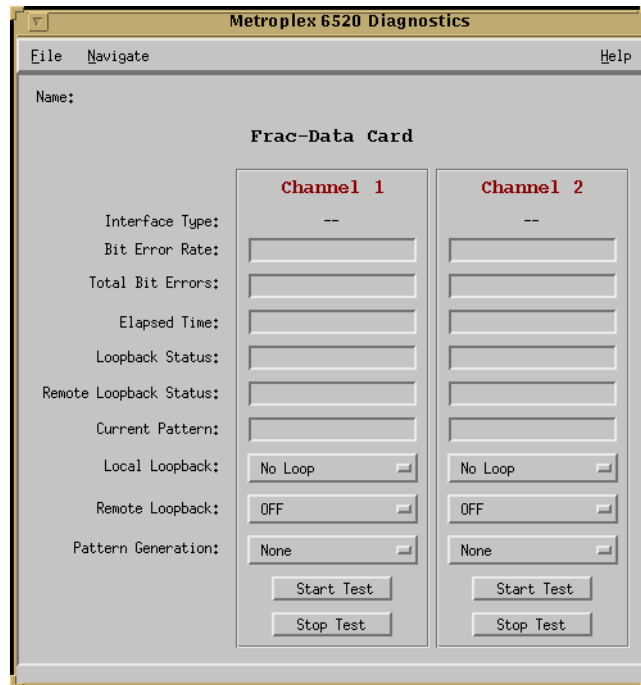 Metroplex 6520 Diagnostics
File Navigate Help
Name:
Frac-Data Card
Channel 1 Channel 2
Interface Type: -- --
Bit Error Rate:
Total Bit Errors:
Elapsed Time:
Loopback Status:
Remote Loopback Status:
Current Pattern:
Local Loopback: No Loop No Loop
Remote Loopback: OFF OFF
Pattern Generation: None None
Start Test Start Test
Stop Test Stop Test